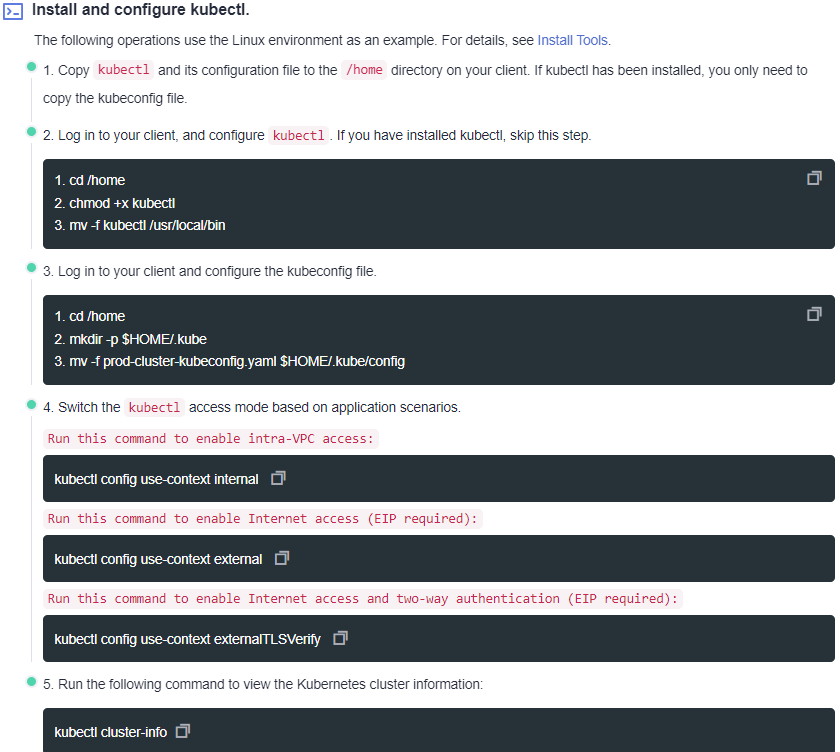 Install and configure kubectl.
The following operations use the Linux environment as an example. For details, see Install Tools.
1. Copy kubectl and its configuration file to the /home directory on your client. If kubectl has been installed, you only need to
copy the kubeconfig file.
2. Log in to your client, and configure kubectl. If you have installed kubectl, skip this step.
1. cd /home
2. chmod +x kubectl
3. mv -f kubectl /usr/local/bin
3. Log in to your client and configure the kubeconfig file.
1. cd /home
2. mkdir -p $HOME/.kube
3. mv -f prod-cluster-kubeconfig.yaml $HOME/.kube/config
4. Switch the kubectl access mode based on application scenarios.
Run this command to enable intra-VPC access:
kubectl config use-context internal
Run this command to enable Internet access (EIP required):
kubectl config use-context external
Run this command to enable Internet access and two-way authentication (EIP required):
kubectl config use-context externalTLSVerify
5. Run the following command to view the Kubernetes cluster information:
kubectl cluster-info